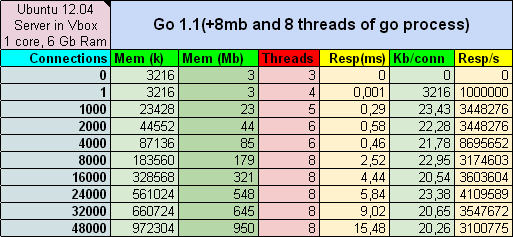 Ubuntu 12.04
Server in Vbox
1 core, 6 Gb Ram
Go 1.1(+8mb and 8 threads of go process)
Connections Mem (k) Mem (Mb) Threads Resp(ms) Kb/conn Resp/s
0 3216 3 3 0 0 0
1 3216 3 4 0,001 3216 1000000
1000 23428 23 5 0,29 23,43 3448276
2000 44552 44 6 0,58 22,28 3448276
4000 87136 85 6 0,46 21,78 8695652
8000 183560 179 8 2,52 22,95 3174603
16000 328568 321 8 4,44 20,54 3603604
24000 561024 548 8 5,84 23,38 4109589
32000 660724 645 8 9,02 20,65 3547672
48000 972304 950 8 15,48 20,26 3100775